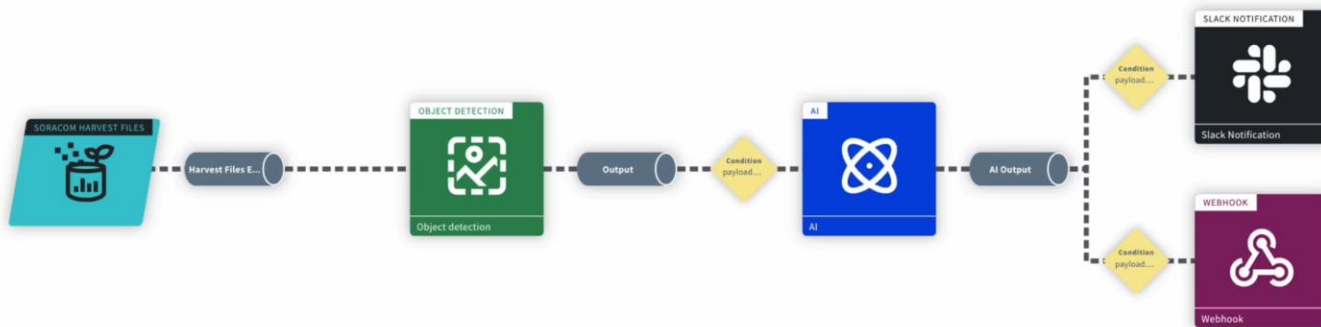 SORACOM HARVEST FILES
Harvest Files E...
OBJECT DETECTION
Object detection
Output
Condition
payload....
AI
AI
AI Output
Condition
payload....
SLACK NOTIFICATION
Slack Notification
Condition
payload....
WEBHOOK
Webhook